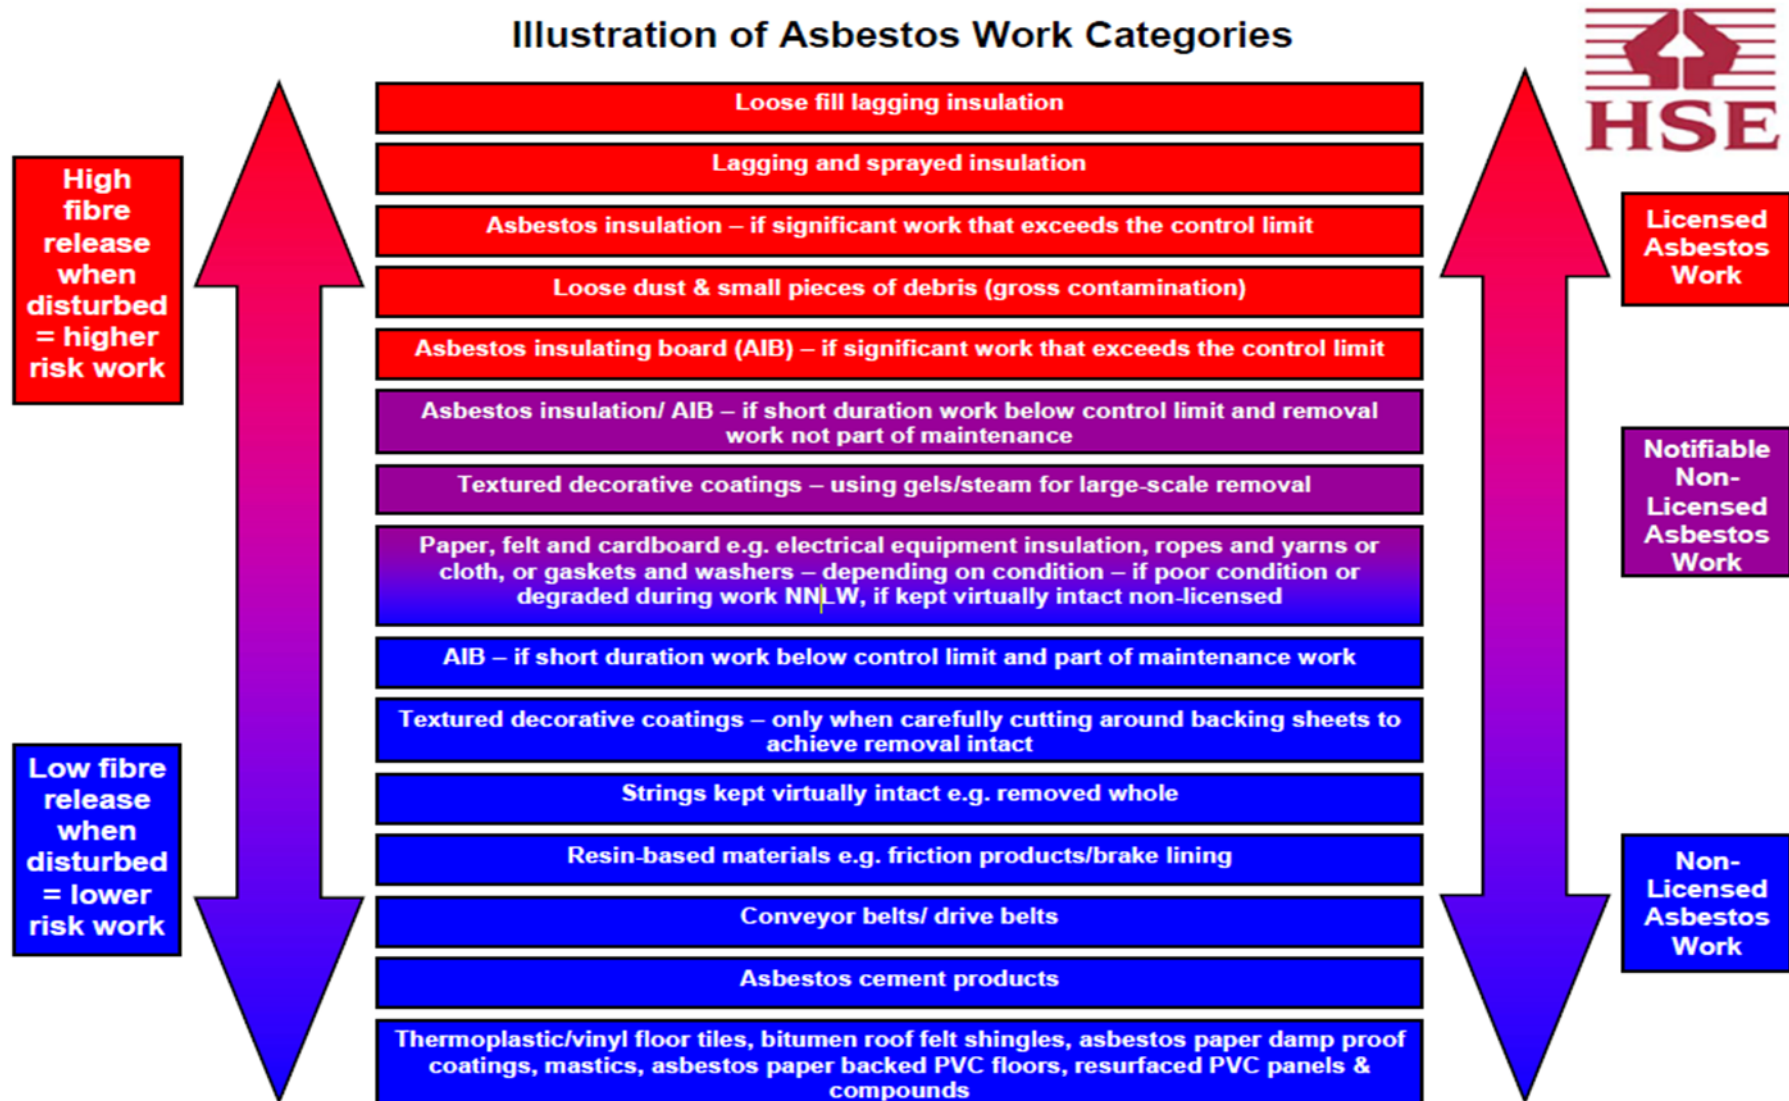 Illustration of Asbestos Work Categories
HSE
High
fibre
release
when
disturbed
= higher
risk work
Low fibre
release
when
disturbed
= lower
risk work
Loose fill lagging insulation
Lagging and sprayed insulation
Asbestos insulation – if significant work that exceeds the control limit
Loose dust & small pieces of debris (gross contamination)
Asbestos insulating board (AIB) – if significant work that exceeds the control limit
Asbestos insulation/ AIB – if short duration work below control limit and removal
work not part of maintenance
Textured decorative coatings – using gels/steam for large-scale removal
Paper, felt and cardboard e.g. electrical equipment insulation, ropes and yarns or
cloth, or gaskets and washers – depending on condition – if poor condition or
degraded during work NNLW, if kept virtually intact non-licensed
AIB – if short duration work below control limit and part of maintenance work
Textured decorative coatings – only when carefully cutting around backing sheets to
achieve removal intact
Strings kept virtually intact e.g. removed whole
Resin-based materials e.g. friction products/brake lining
Conveyor belts/ drive belts
Asbestos cement products
Thermoplastic/vinyl floor tiles, bitumen roof felt shingles, asbestos paper damp proof
coatings, mastics, asbestos paper backed PVC floors, resurfaced PVC panels &
compounds
Licensed
Asbestos
Work
Notifiable
Non-
Licensed
Asbestos
Work
Non-
Licensed
Asbestos
Work